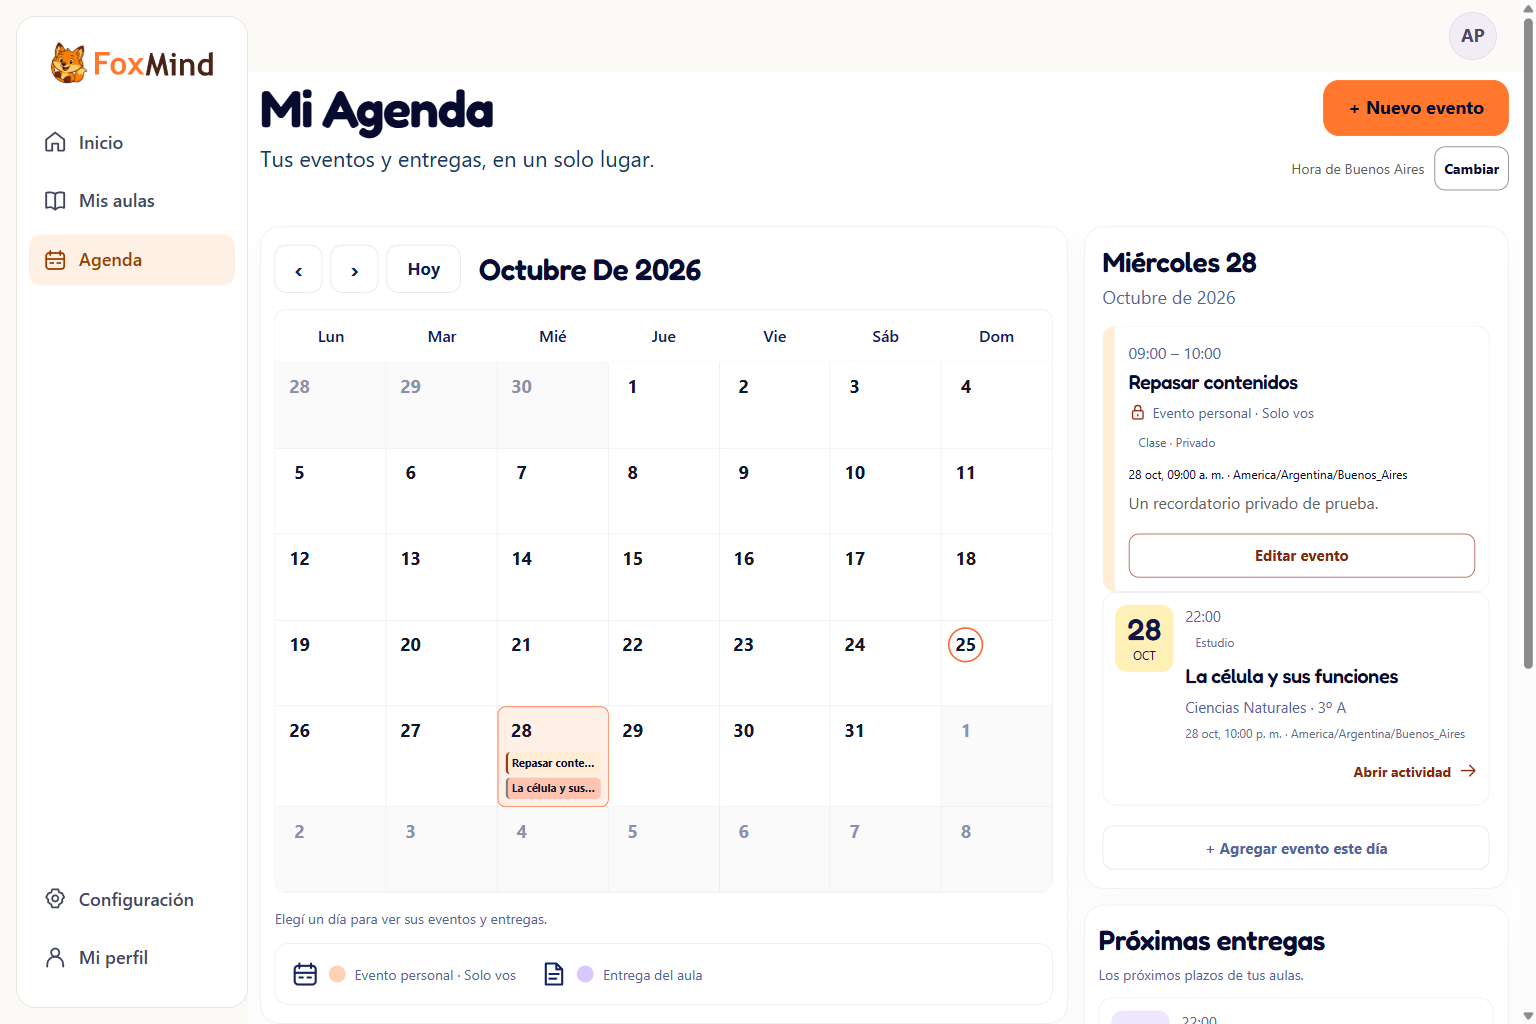 FoxMind
Inicio
Mis aulas
Agenda
Configuración
Mi perfil
AP
Mi Agenda
Tus eventos y entregas, en un solo lugar.
+ Nuevo evento
Hora de Buenos Aires
Cambiar
‹
›
Hoy
Octubre De 2026
Lun Mar Mié Jue Vie Sáb Dom
28 29 30 1 2 3 4
5 6 7 8 9 10 11
12 13 14 15 16 17 18
19 20 21 22 23 24 25
26 27 28 29 30 31 1
Repasar conte...
La célula y sus...
2 3 4 5 6 7 8
Elegí un día para ver sus eventos y entregas.
Evento personal · Solo vos
Entrega del aula
Miércoles 28
Octubre de 2026
09:00 – 10:00
Repasar contenidos
Evento personal · Solo vos
Clase · Privado
28 oct, 09:00 a. m. · America/Argentina/Buenos_Aires
Un recordatorio privado de prueba.
Editar evento
28
OCT
22:00
Estudio
La célula y sus funciones
Ciencias Naturales · 3º A
28 oct, 10:00 p. m. · America/Argentina/Buenos_Aires
Abrir actividad →
+ Agregar evento este día
Próximas entregas
Los próximos plazos de tus aulas.
22:00